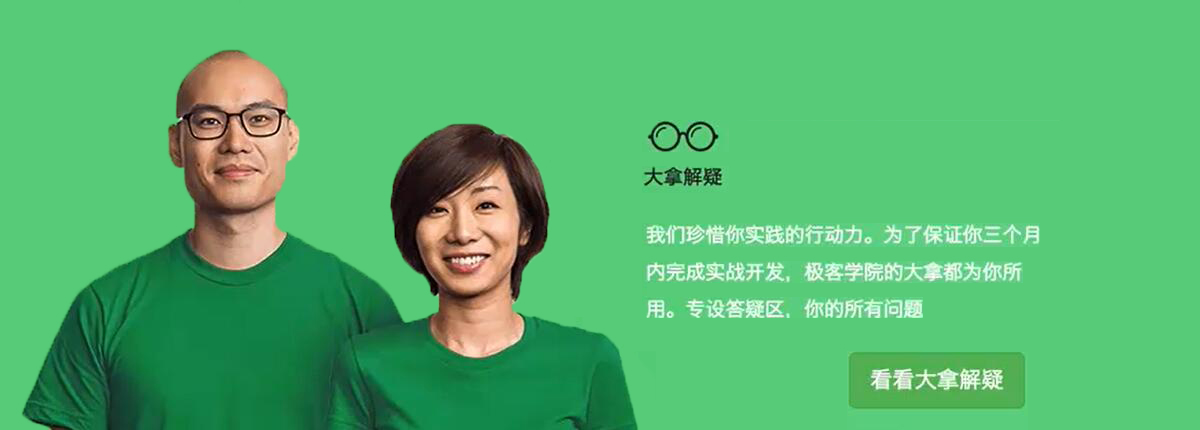 大拿解疑
我们珍惜你实践的行动力。为了保证你三个月
内完成实战开发，极客学院的大拿都为你所
用。专设答疑区，你的所有问题
看看大拿解疑